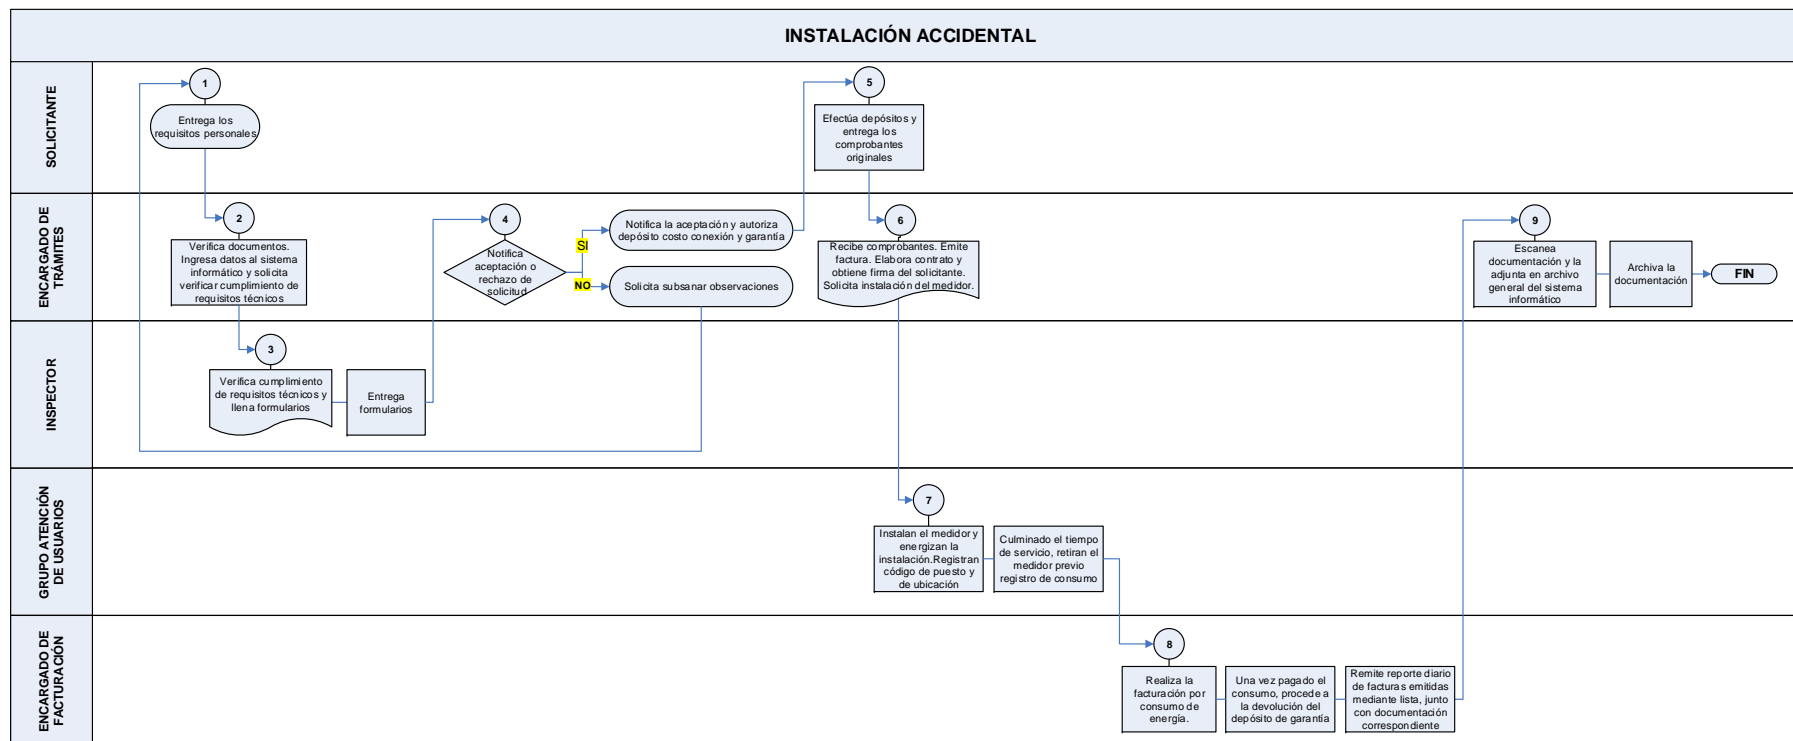 INSTALACIÓN ACCIDENTAL
SOLICITANTE
1
Entrega los
requisitos personales
5
Efectúa depósitos y
entrega los
comprobantes
originales
ENCARGADO DE
TRÁMITES
2
Verifica documentos.
Ingresa datos al sistema
informático y solicita
verificar cumplimiento de
requisitos técnicos
4
Notifica
aceptación o
rechazo de
solicitud
SI
NO
Notifica la aceptación y autoriza
depósito costo conexión y garantía
Solicita subsanar observaciones
6
Recibe comprobantes. Emite
factura. Elabora contrato y
obtiene firma del solicitante.
Solicita instalación del medidor.
9
Escanea
documentación y la
adjunta en archivo
general del sistema
informático
Archiva la
documentación
FIN
INSPECTOR
3
Verifica cumplimiento
de requisitos técnicos y
llena formularios
Entrega
formularios
GRUPO ATENCIÓN
DE USUARIOS
7
Instalan el medidor y
energizan la
instalación.Registran
código de puesto y
de ubicación
Culminado el tiempo
de servicio, retiran el
medidor previo
registro de consumo
ENCARGADO DE
FACTURACIÓN
8
Realiza la
facturación por
consumo de
energía.
Una vez pagado el
consumo, procede a
la devolución del
depósito de garantía
Remite reporte diario
de facturas emitidas
mediante lista, junto
con documentación
correspondiente